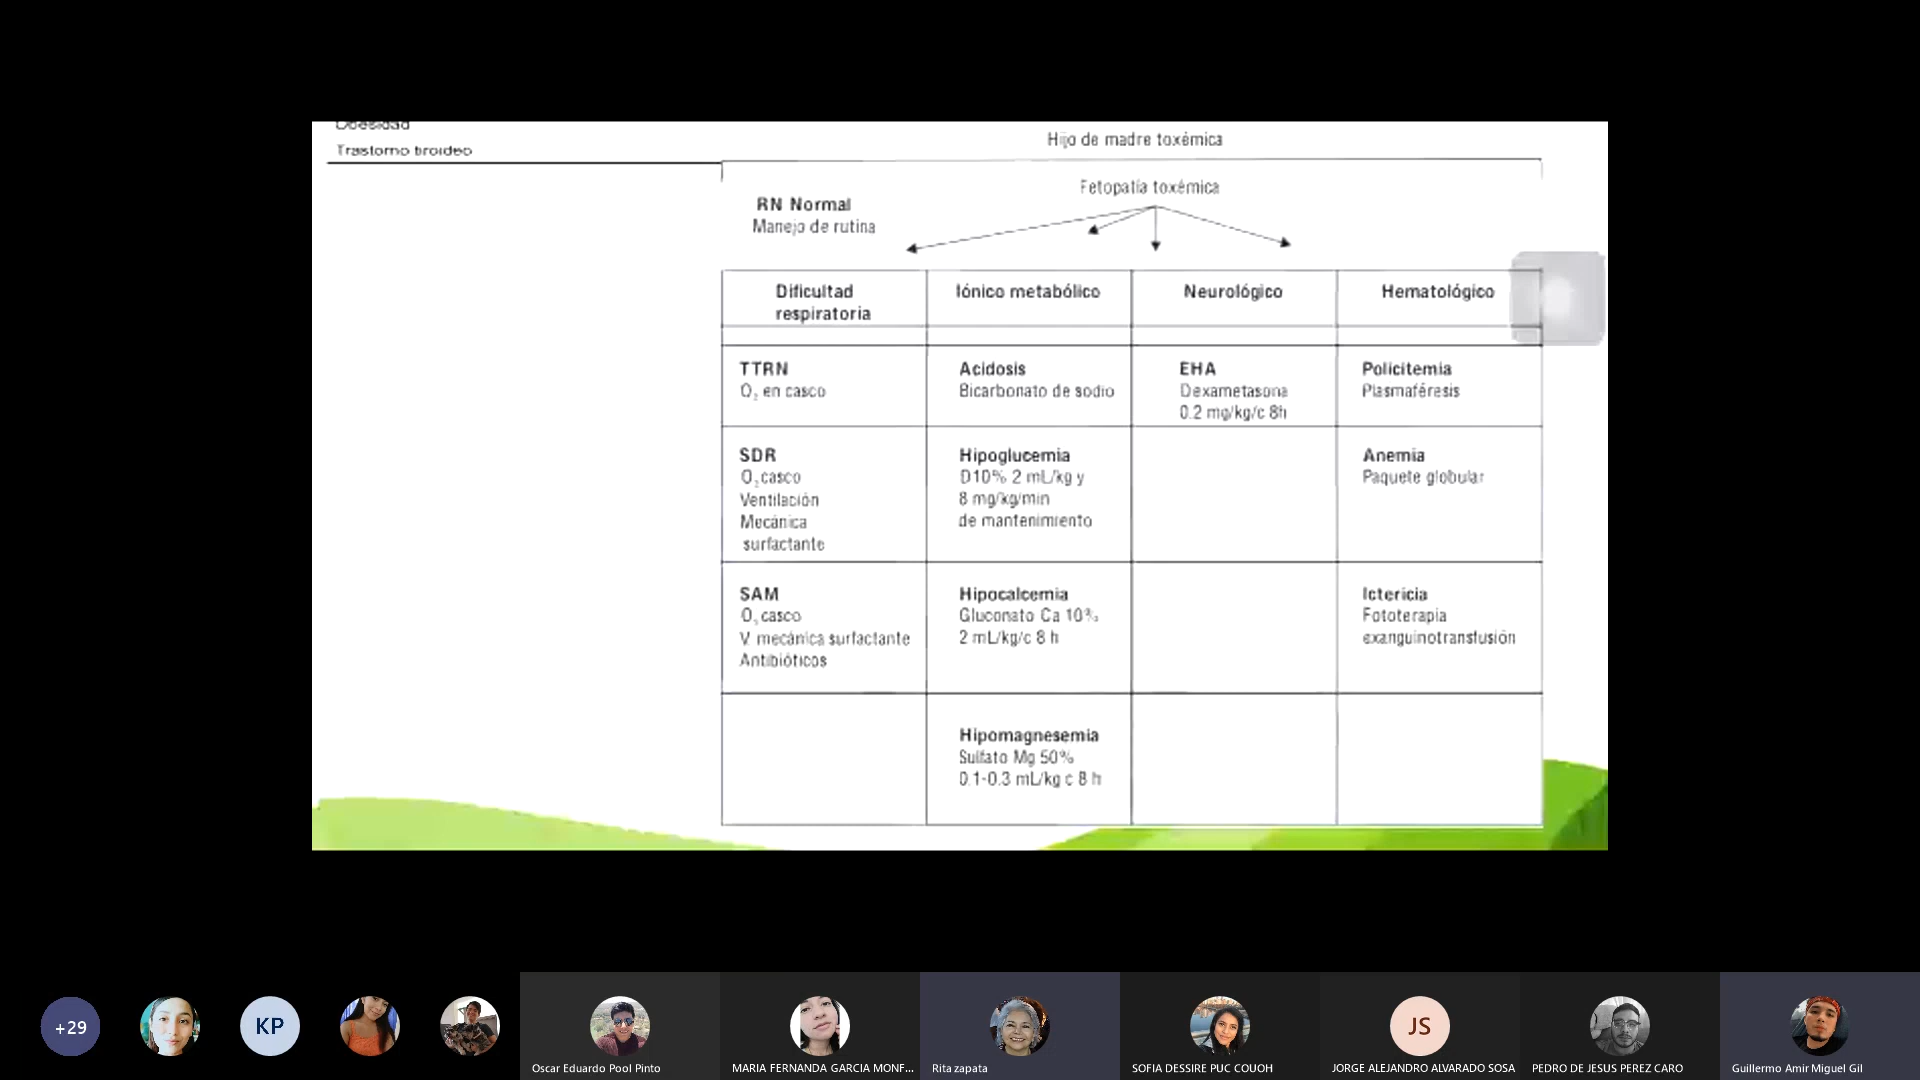 Obesidad
Trastorno tiroideo
Hijo de madre toxémica
Fetopatía toxémica
RN Normal
Manejo de rutina
Dificultad
respiratoria
Iónico metabólico
Neurológico
Hematológico
TTRN
O₂ en casco
Acidosis
Bicarbonato de sodio
EHA
Dexametasona
0.2 mg/kg/c 8h
Policitemia
Plasmaféresis
SDR
O₂ casco
Ventilación
Mecánica
surfactante
Hipoglucemia
D10% 2 mL/kg y
8 mg/kg/min
de mantenimiento
Anemia
Paquete globular
SAM
O₂ casco
V. mecánica surfactante
Antibióticos
Hipocalcemia
Gluconato Ca 10%
2 mL/kg/c 8 h
Ictericia
Fototerapia
exanguinotransfusión
Hipomagnesemia
Sulfato Mg 50%
0.1-0.3 mL/kg c 8 h
+29
KP
JS
Oscar Eduardo Pool Pinto
MARIA FERNANDA GARCIA MONF...
Rita zapata
SOFIA DESSIRE PUC COUOH
JORGE ALEJANDRO ALVARADO SOSA
PEDRO DE JESUS PEREZ CARO
Guillermo Amir Miguel Gil